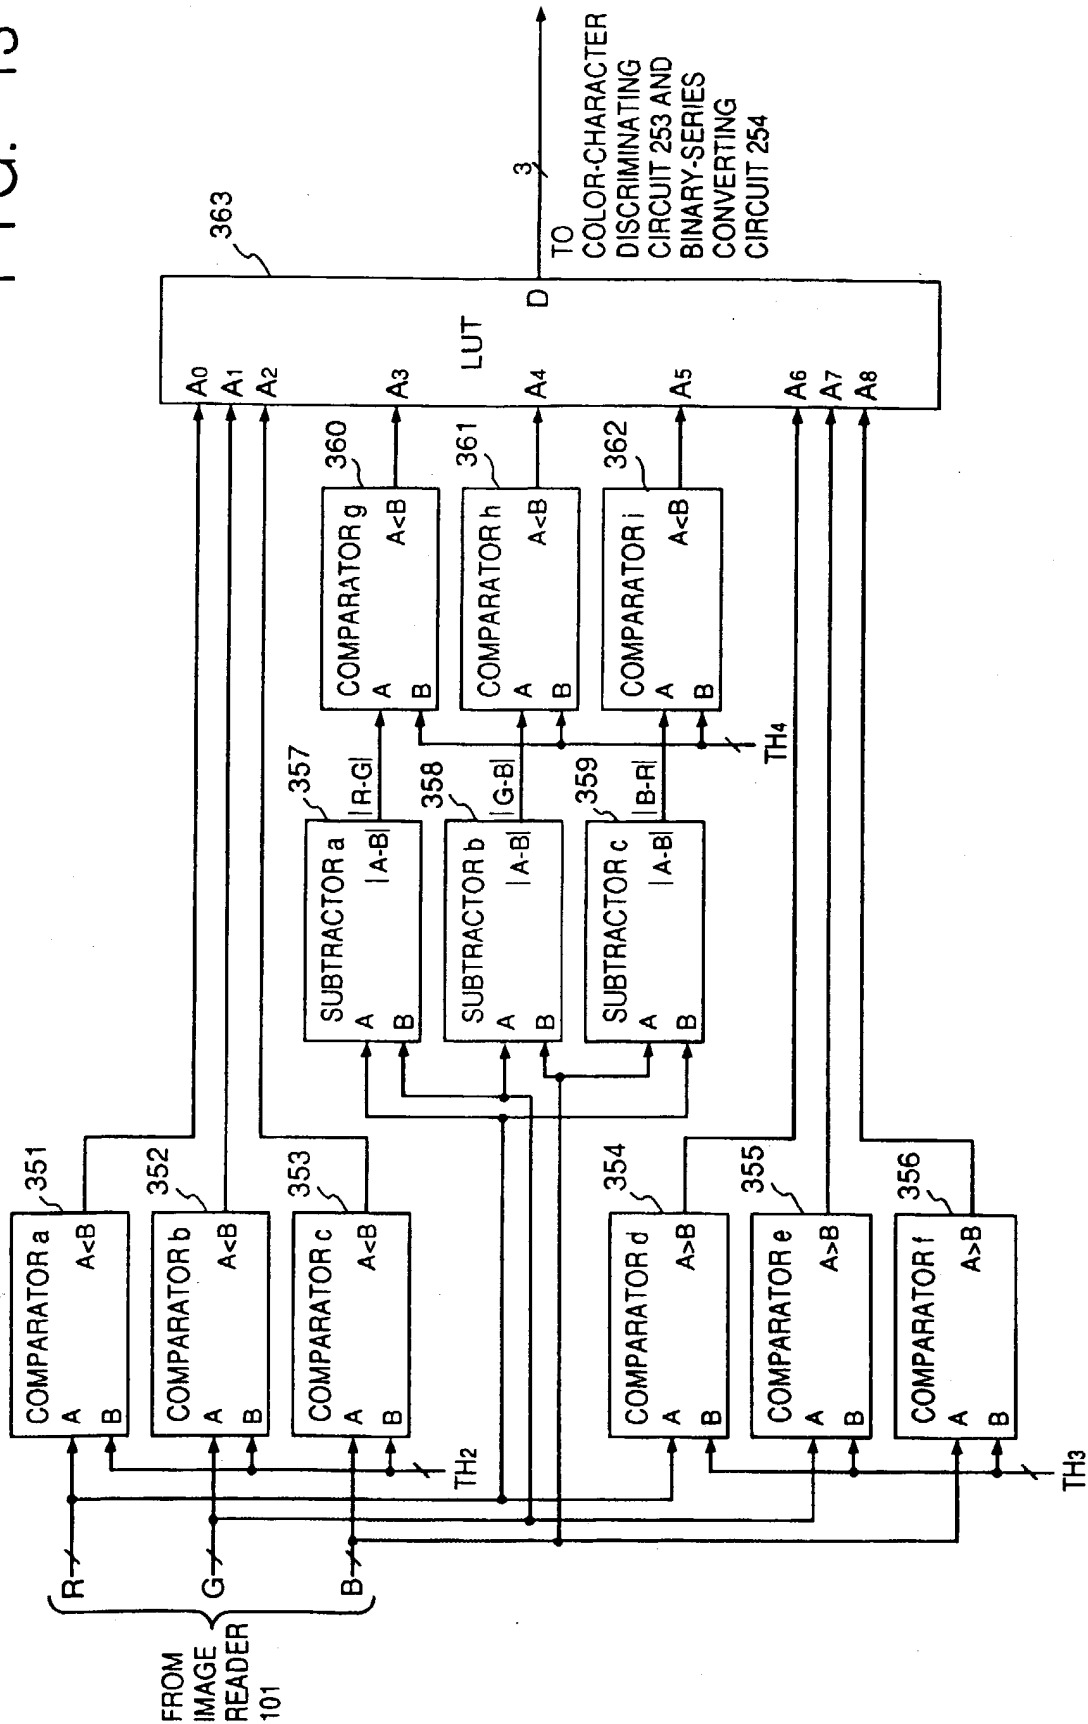 FIG.
FROM
IMAGE
READER
101
R
G
B
COMPARATOR a
A
B
A<B
351
COMPARATOR b
A
B
A<B
352
COMPARATOR c
A
B
A<B
353
TH2
COMPARATOR d
A
B
A>B
354
COMPARATOR e
A
B
A>B
355
COMPARATOR f
A
B
A>B
356
TH3
SUBTRACTOR a
A
B
|A-B|
357
|R-G|
SUBTRACTOR b
A
B
|A-B|
358
|G-B|
SUBTRACTOR c
A
B
|A-B|
359
|B-R|
COMPARATOR g
A
B
A<B
360
COMPARATOR h
A
B
A<B
361
COMPARATOR i
A
B
A<B
362
TH4
A0
A1
A2
A3
A4
A5
A6
A7
A8
LUT
D
363
3
TO
COLOR-CHARACTER
DISCRIMINATING
CIRCUIT 253 AND
BINARY-SERIES
CONVERTING
CIRCUIT 254